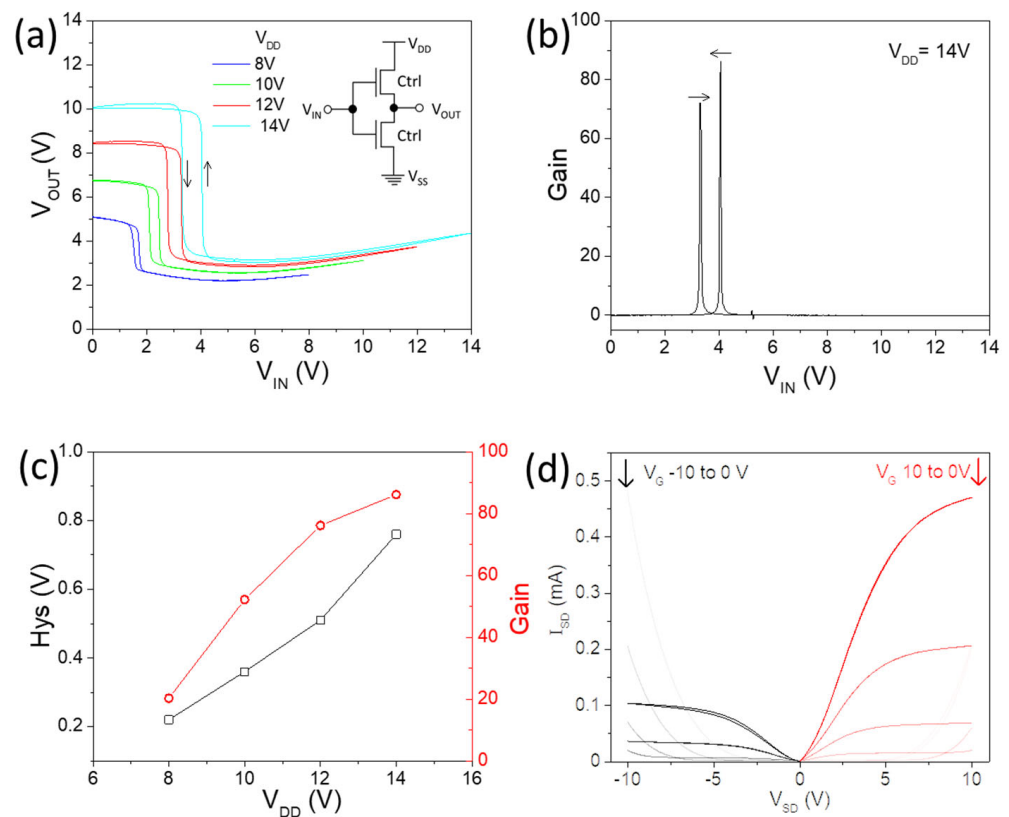 (a)
14
12
10
8
6
4
2
0
V_OUT (V)
V_DD
8V
10V
12V
14V
V_DD
Ctrl
V_IN
V_OUT
Ctrl
V_SS
0 2 4 6 8 10 12 14
V_IN (V)
(b)
100
80
60
40
20
0
Gain
V_DD= 14V
0 2 4 6 8 10 12 14
V_IN (V)
(c)
1.0
0.8
0.6
0.4
0.2
Hys (V)
100
80
60
40
20
0
Gain
6 8 10 12 14 16
V_DD (V)
(d)
V_G -10 to 0 V
V_G 10 to 0V
0.5
0.4
0.3
0.2
0.1
0.0
I_SD (mA)
-10 -5 0 5 10
V_SD (V)